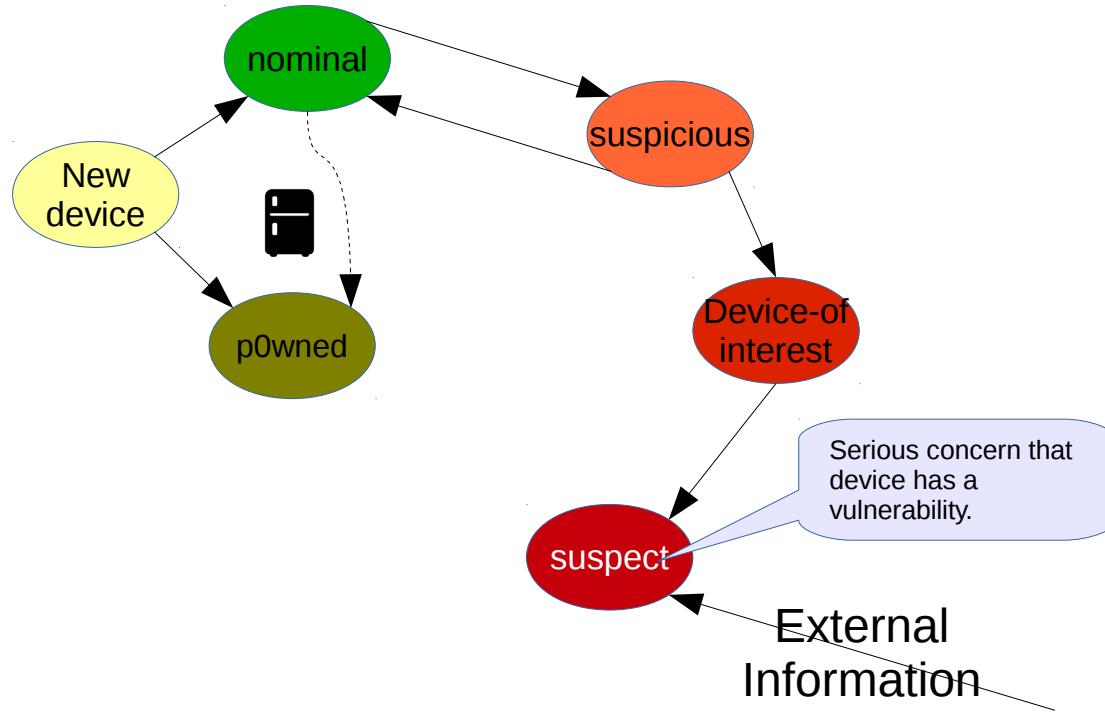 nominal
suspicious
New
device
p0wned
Device-of
interest
Serious concern that
device has a
vulnerability.
suspect
External
Information